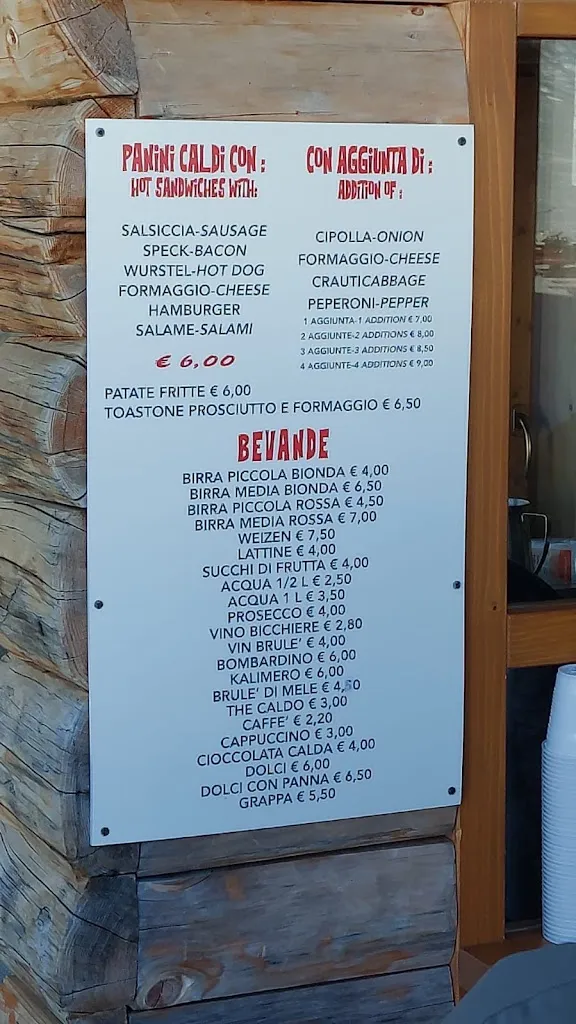 PANINI CALDI CON :
HOT SANDWICHES WITH:
SALSICCIA-SAUSAGE
SPECK-BACON
WURSTEL-HOT DOG
FORMAGGIO-CHEESE
HAMBURGER
SALAME-SALAMI
€ 6,00
CON AGGIUNTA DI :
ADDITION OF :
CIPOLLA-ONION
FORMAGGIO-CHEESE
CRAUTICABBAGE
PEPERONI-PEPPER
1 AGGIUNTA-1 ADDITION € 7,00
2 AGGIUNTE-2 ADDITIONS € 8,00
3 AGGIUNTE-3 ADDITIONS € 8,50
4 AGGIUNTE-4 ADDITIONS € 9,00
PATATE FRITTE € 6,00
TOASTONE PROSCIUTTO E FORMAGGIO € 6,50
BEVANDE
BIRRA PICCOLA BIONDA € 4,00
BIRRA MEDIA BIONDA € 6,50
BIRRA PICCOLA ROSSA € 4,50
BIRRA MEDIA ROSSA € 7,00
WEIZEN € 7,50
LATTINE € 4,00
SUCCHI DI FRUTTA € 4,00
ACQUA 1/2 L € 2,50
ACQUA 1 L € 3,50
PROSECCO € 4,00
VINO BICCHIERE € 2,80
VIN BRULE' € 4,00
BOMBARDINO € 6,00
KALIMERO € 6,00
BRULE' DI MELE € 4,50
THE CALDO € 3,00
CAFFE' € 2,20
CAPPUCCINO € 3,00
CIOCCOLATA CALDA € 4,00
DOLCI € 6,00
DOLCI CON PANNA € 6,50
GRAPPA € 5,50